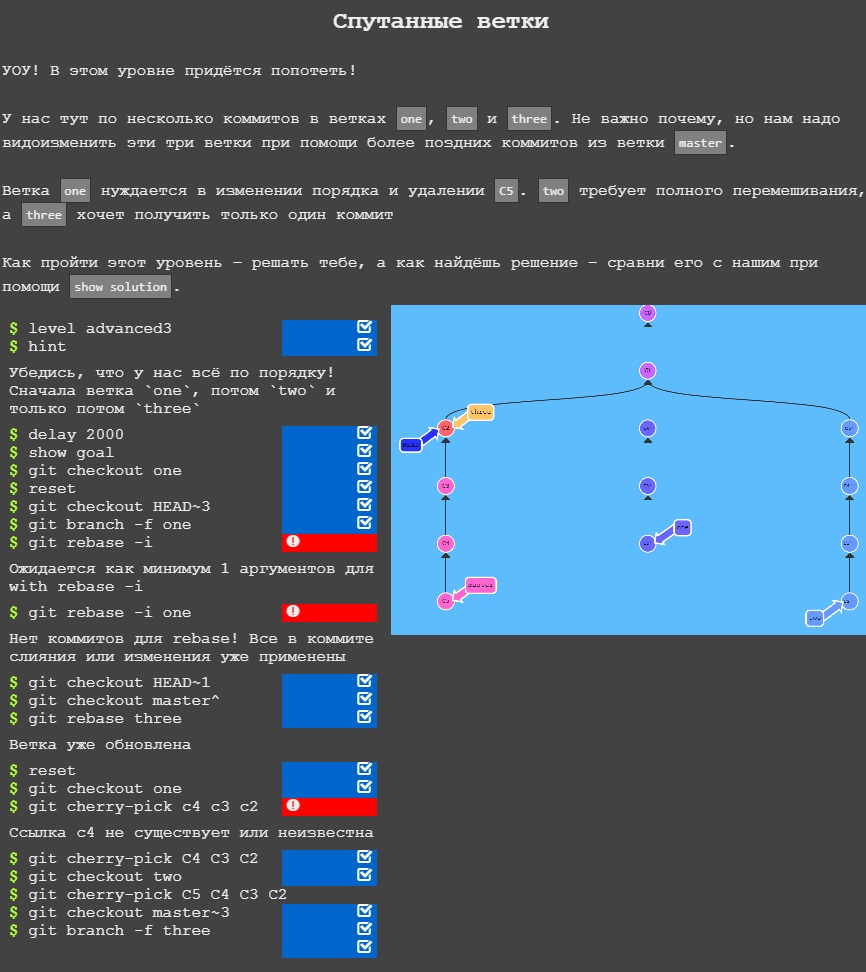 Спутанные ветки
УОУ! В этом уровне придётся попотеть!
У нас тут по несколько коммитов в ветках one, two и three. Не важно почему, но нам надо
видоизменить эти три ветки при помощи более поздних коммитов из ветки master.
Ветка one нуждается в изменении порядка и удалении C5. two требует полного перемешивания,
а three хочет получить только один коммит
Как пройти этот уровень – решать тебе, а как найдёшь решение – сравни его с нашим при
помощи show solution.
$ level advanced3
$ hint
Убедись, что у нас всё по порядку!
Сначала ветка `one`, потом `two` и
только потом `three`
$ delay 2000
$ show goal
$ git checkout one
$ reset
$ git checkout HEAD~3
$ git branch -f one
$ git rebase -i
Ожидается как минимум 1 аргументов для
with rebase -i
$ git rebase -i one
Нет коммитов для rebase! Все в коммите
слияния или изменения уже применены
$ git checkout HEAD~1
$ git checkout master^
$ git rebase three
Ветка уже обновлена
$ reset
$ git checkout one
$ git cherry-pick c4 c3 c2
Ссылка c4 не существует или неизвестна
$ git cherry-pick C4 C3 C2
$ git checkout two
$ git cherry-pick C5 C4 C3 C2
$ git checkout master~3
$ git branch -f three
C1
three
C2
HEAD
C3
one
C4
master